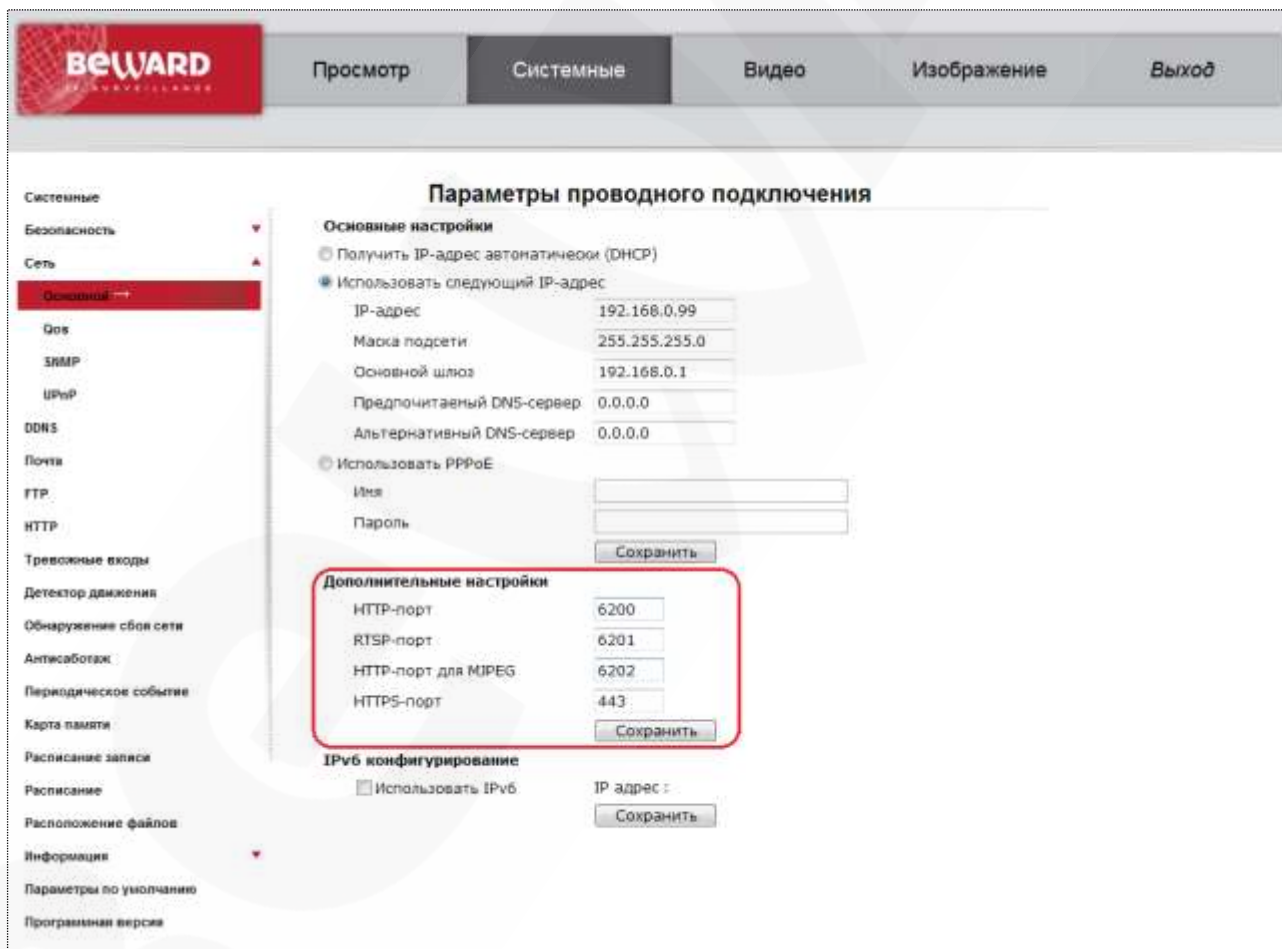 BEWARD
IP SURVEILLANCE
Просмотр
Системные
Видео
Изображение
Выход
Системные
Безопасность
Сеть
Основной →
Qos
SNMP
UPnP
DDNS
Почта
FTP
HTTP
Тревожные входы
Детектор движения
Обнаружение сбоя сети
Антисаботаж
Периодическое событие
Карта памяти
Расписание записи
Расписание
Расположение файлов
Информация
Параметры по умолчанию
Программная версия
Параметры проводного подключения
Основные настройки
Получить IP-адрес автоматически (DHCP)
Использовать следующий IP-адрес
IP-адрес 192.168.0.99
Маска подсети 255.255.255.0
Основной шлюз 192.168.0.1
Предпочитаемый DNS-сервер 0.0.0.0
Альтернативный DNS-сервер 0.0.0.0
Использовать PPPoE
Имя
Пароль
Сохранить
Дополнительные настройки
HTTP-порт 6200
RTSP-порт 6201
HTTP-порт для MJPEG 6202
HTTPS-порт 443
Сохранить
IPv6 конфигурирование
Использовать IPv6 IP адрес :
Сохранить